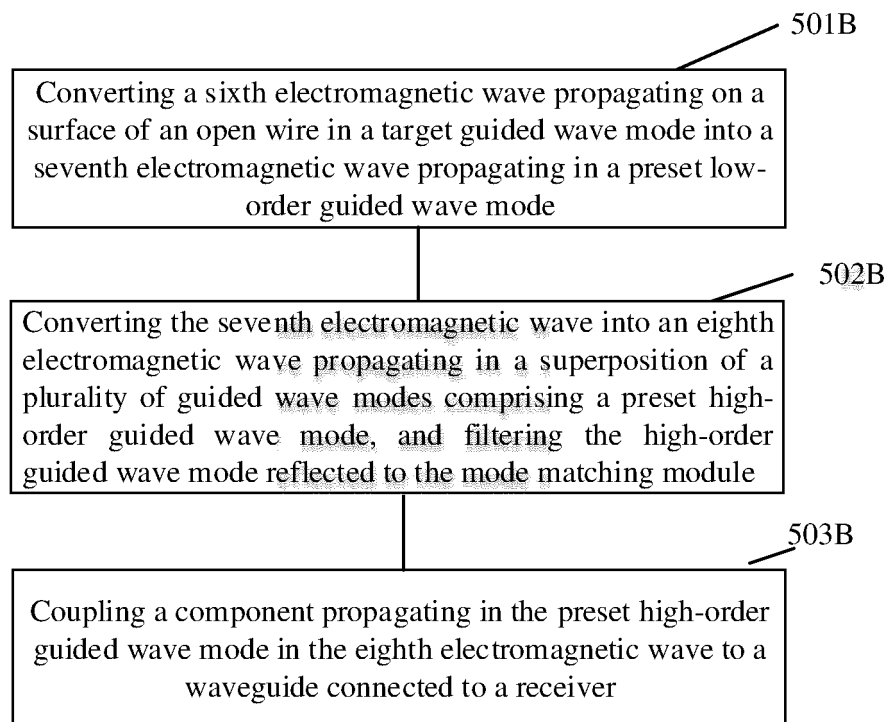 501B
Converting a sixth electromagnetic wave propagating on a
surface of an open wire in a target guided wave mode into a
seventh electromagnetic wave propagating in a preset low-
order guided wave mode
502B
Converting the seventh electromagnetic wave into an eighth
electromagnetic wave propagating in a superposition of a
plurality of guided wave modes comprising a preset high-
order guided wave mode, and filtering the high-order
guided wave mode reflected to the mode matching module
503B
Coupling a component propagating in the preset high-order
guided wave mode in the eighth electromagnetic wave to a
waveguide connected to a receiver